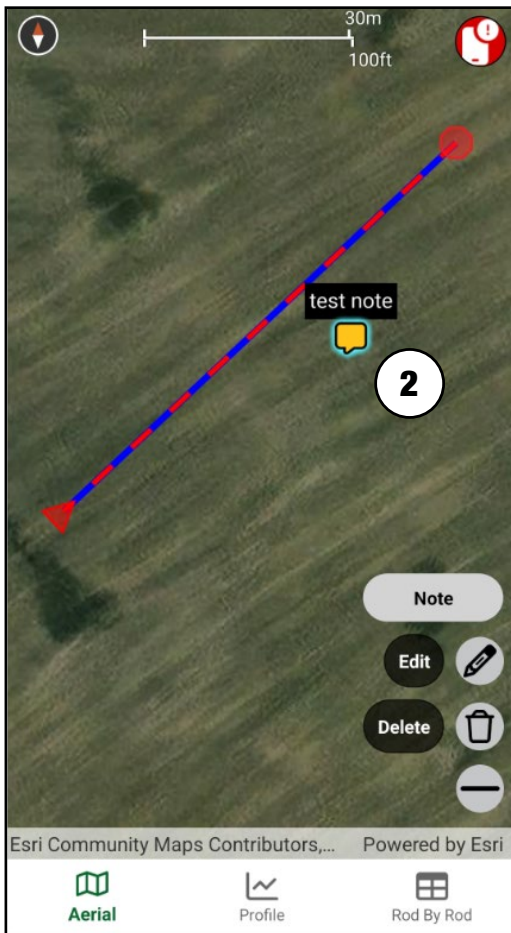 30m
100ft
!
test note
2
Note
Edit
Delete
Esri Community Maps Contributors,... Powered by Esri
Aerial Profile Rod By Rod